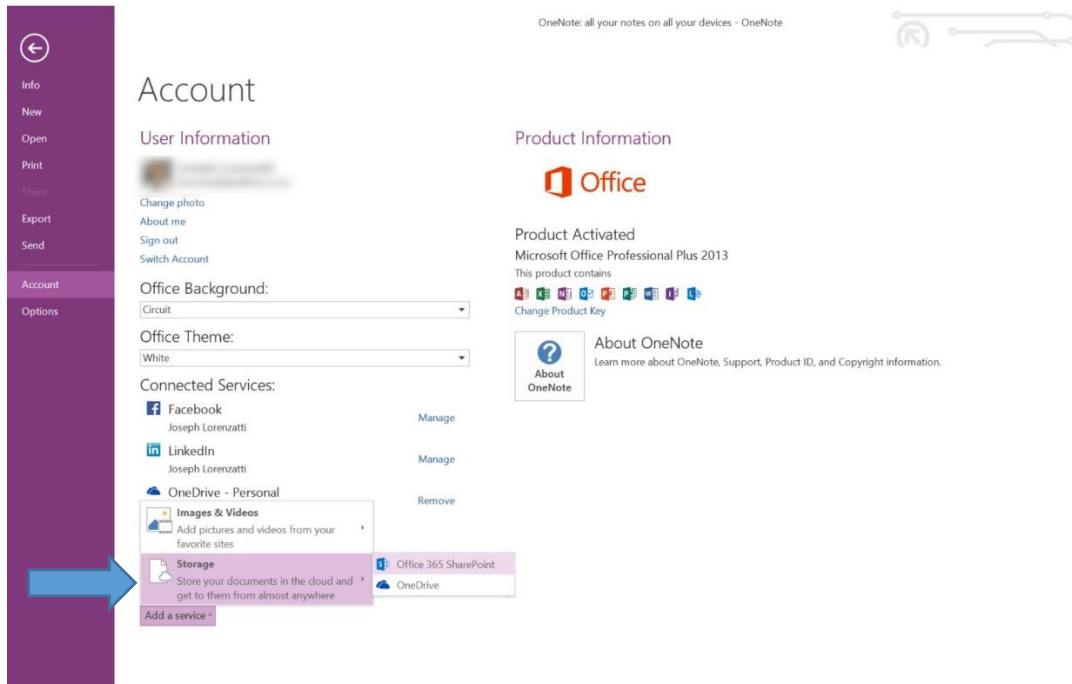 OneNote: all your notes on all your devices - OneNote
Info
New
Open
Print
Share
Export
Send
Account
Options
Account
User Information
Change photo
About me
Sign out
Switch Account
Office Background:
Circuit
Office Theme:
White
Connected Services:
Facebook
Joseph Lorenzatti
Manage
LinkedIn
Joseph Lorenzatti
Manage
OneDrive - Personal
Remove
Images & Videos
Add pictures and videos from your
favorite sites
Storage
Store your documents in the cloud and
get to them from almost anywhere
Office 365 SharePoint
OneDrive
Add a service
Product Information
Office
Product Activated
Microsoft Office Professional Plus 2013
This product contains
Change Product Key
About
OneNote
About OneNote
Learn more about OneNote, Support, Product ID, and Copyright information.